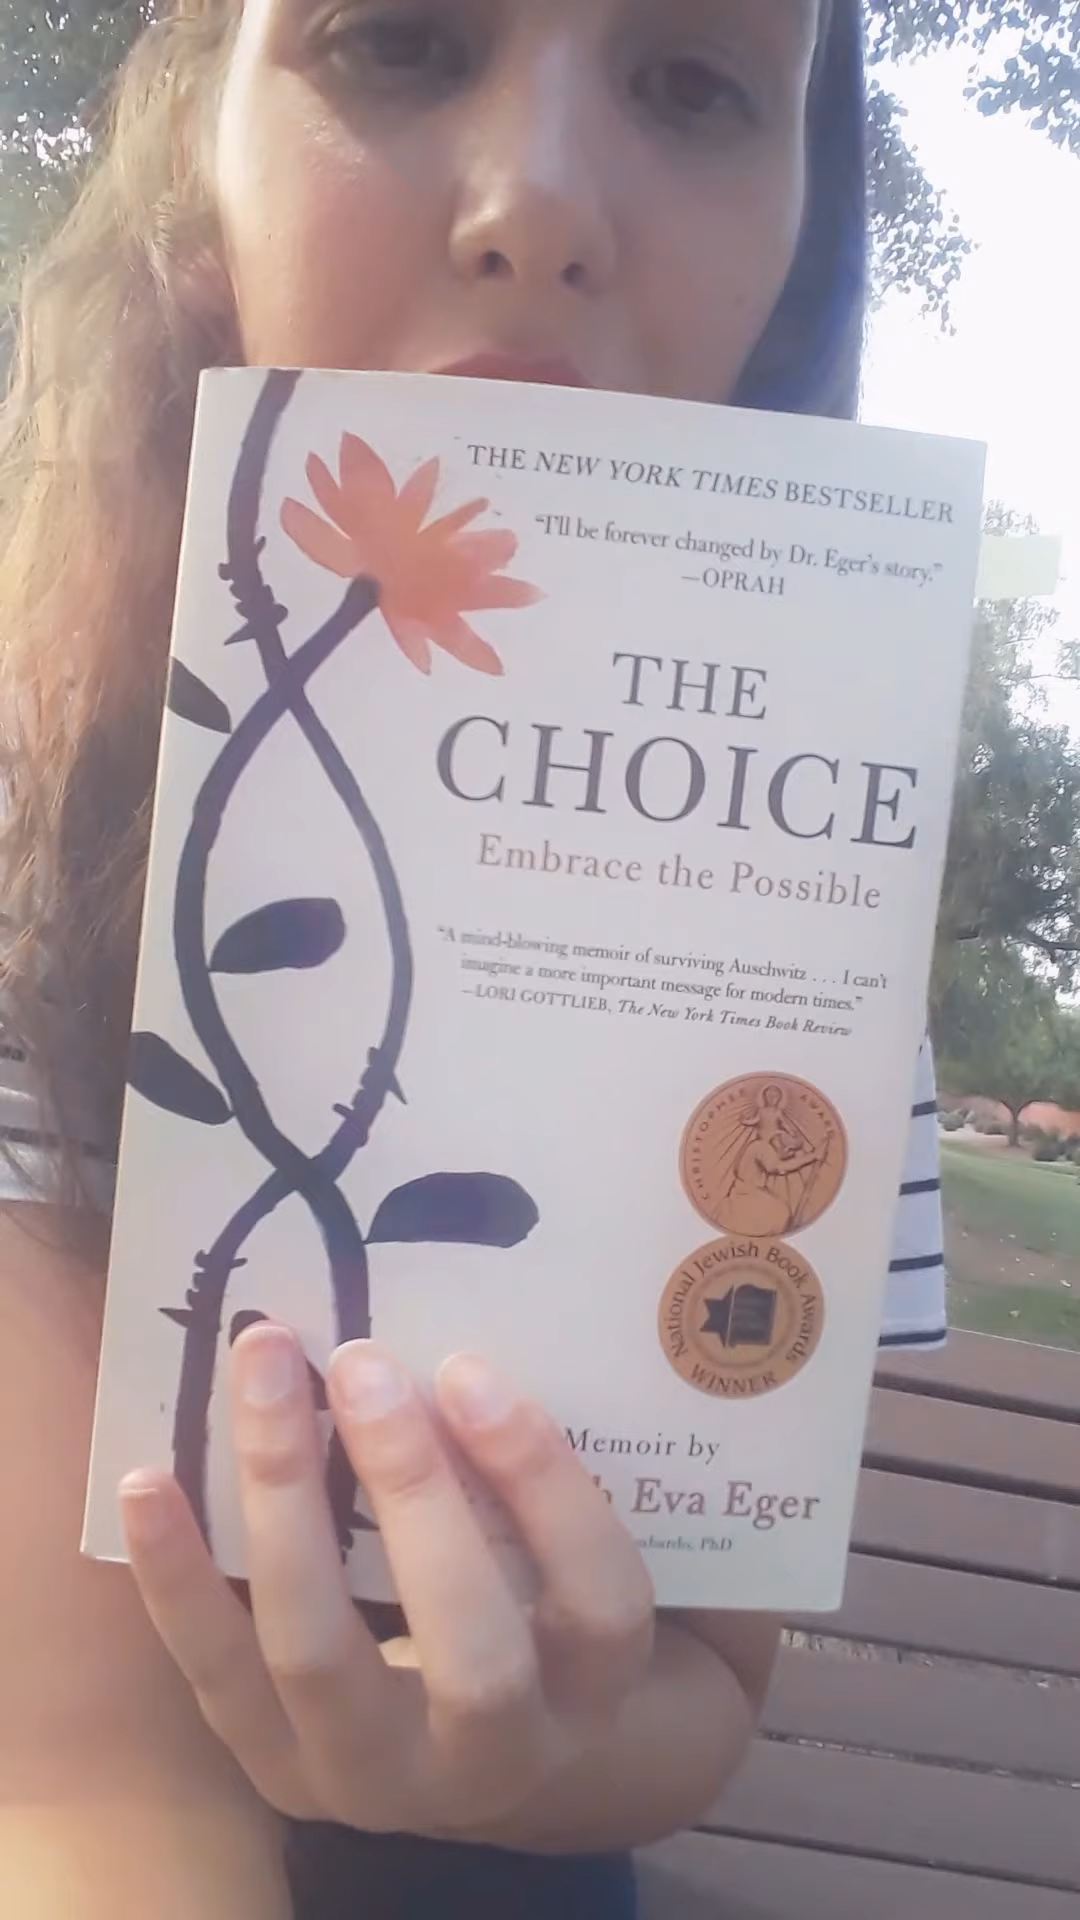 THE NEW YORK TIMES BESTSELLER
“I’ll be forever changed by Dr. Eger’s story.”
—OPRAH
THE
CHOICE
Embrace the Possible
“A mind-blowing memoir of surviving Auschwitz . . . I can’t
imagine a more important message for modern times.”
—LORI GOTTLIEB, The New York Times Book Review
CHRISTOPHER AWARD
National Jewish Book Awards
WINNER
Memoir by
h Eva Eger
PhD